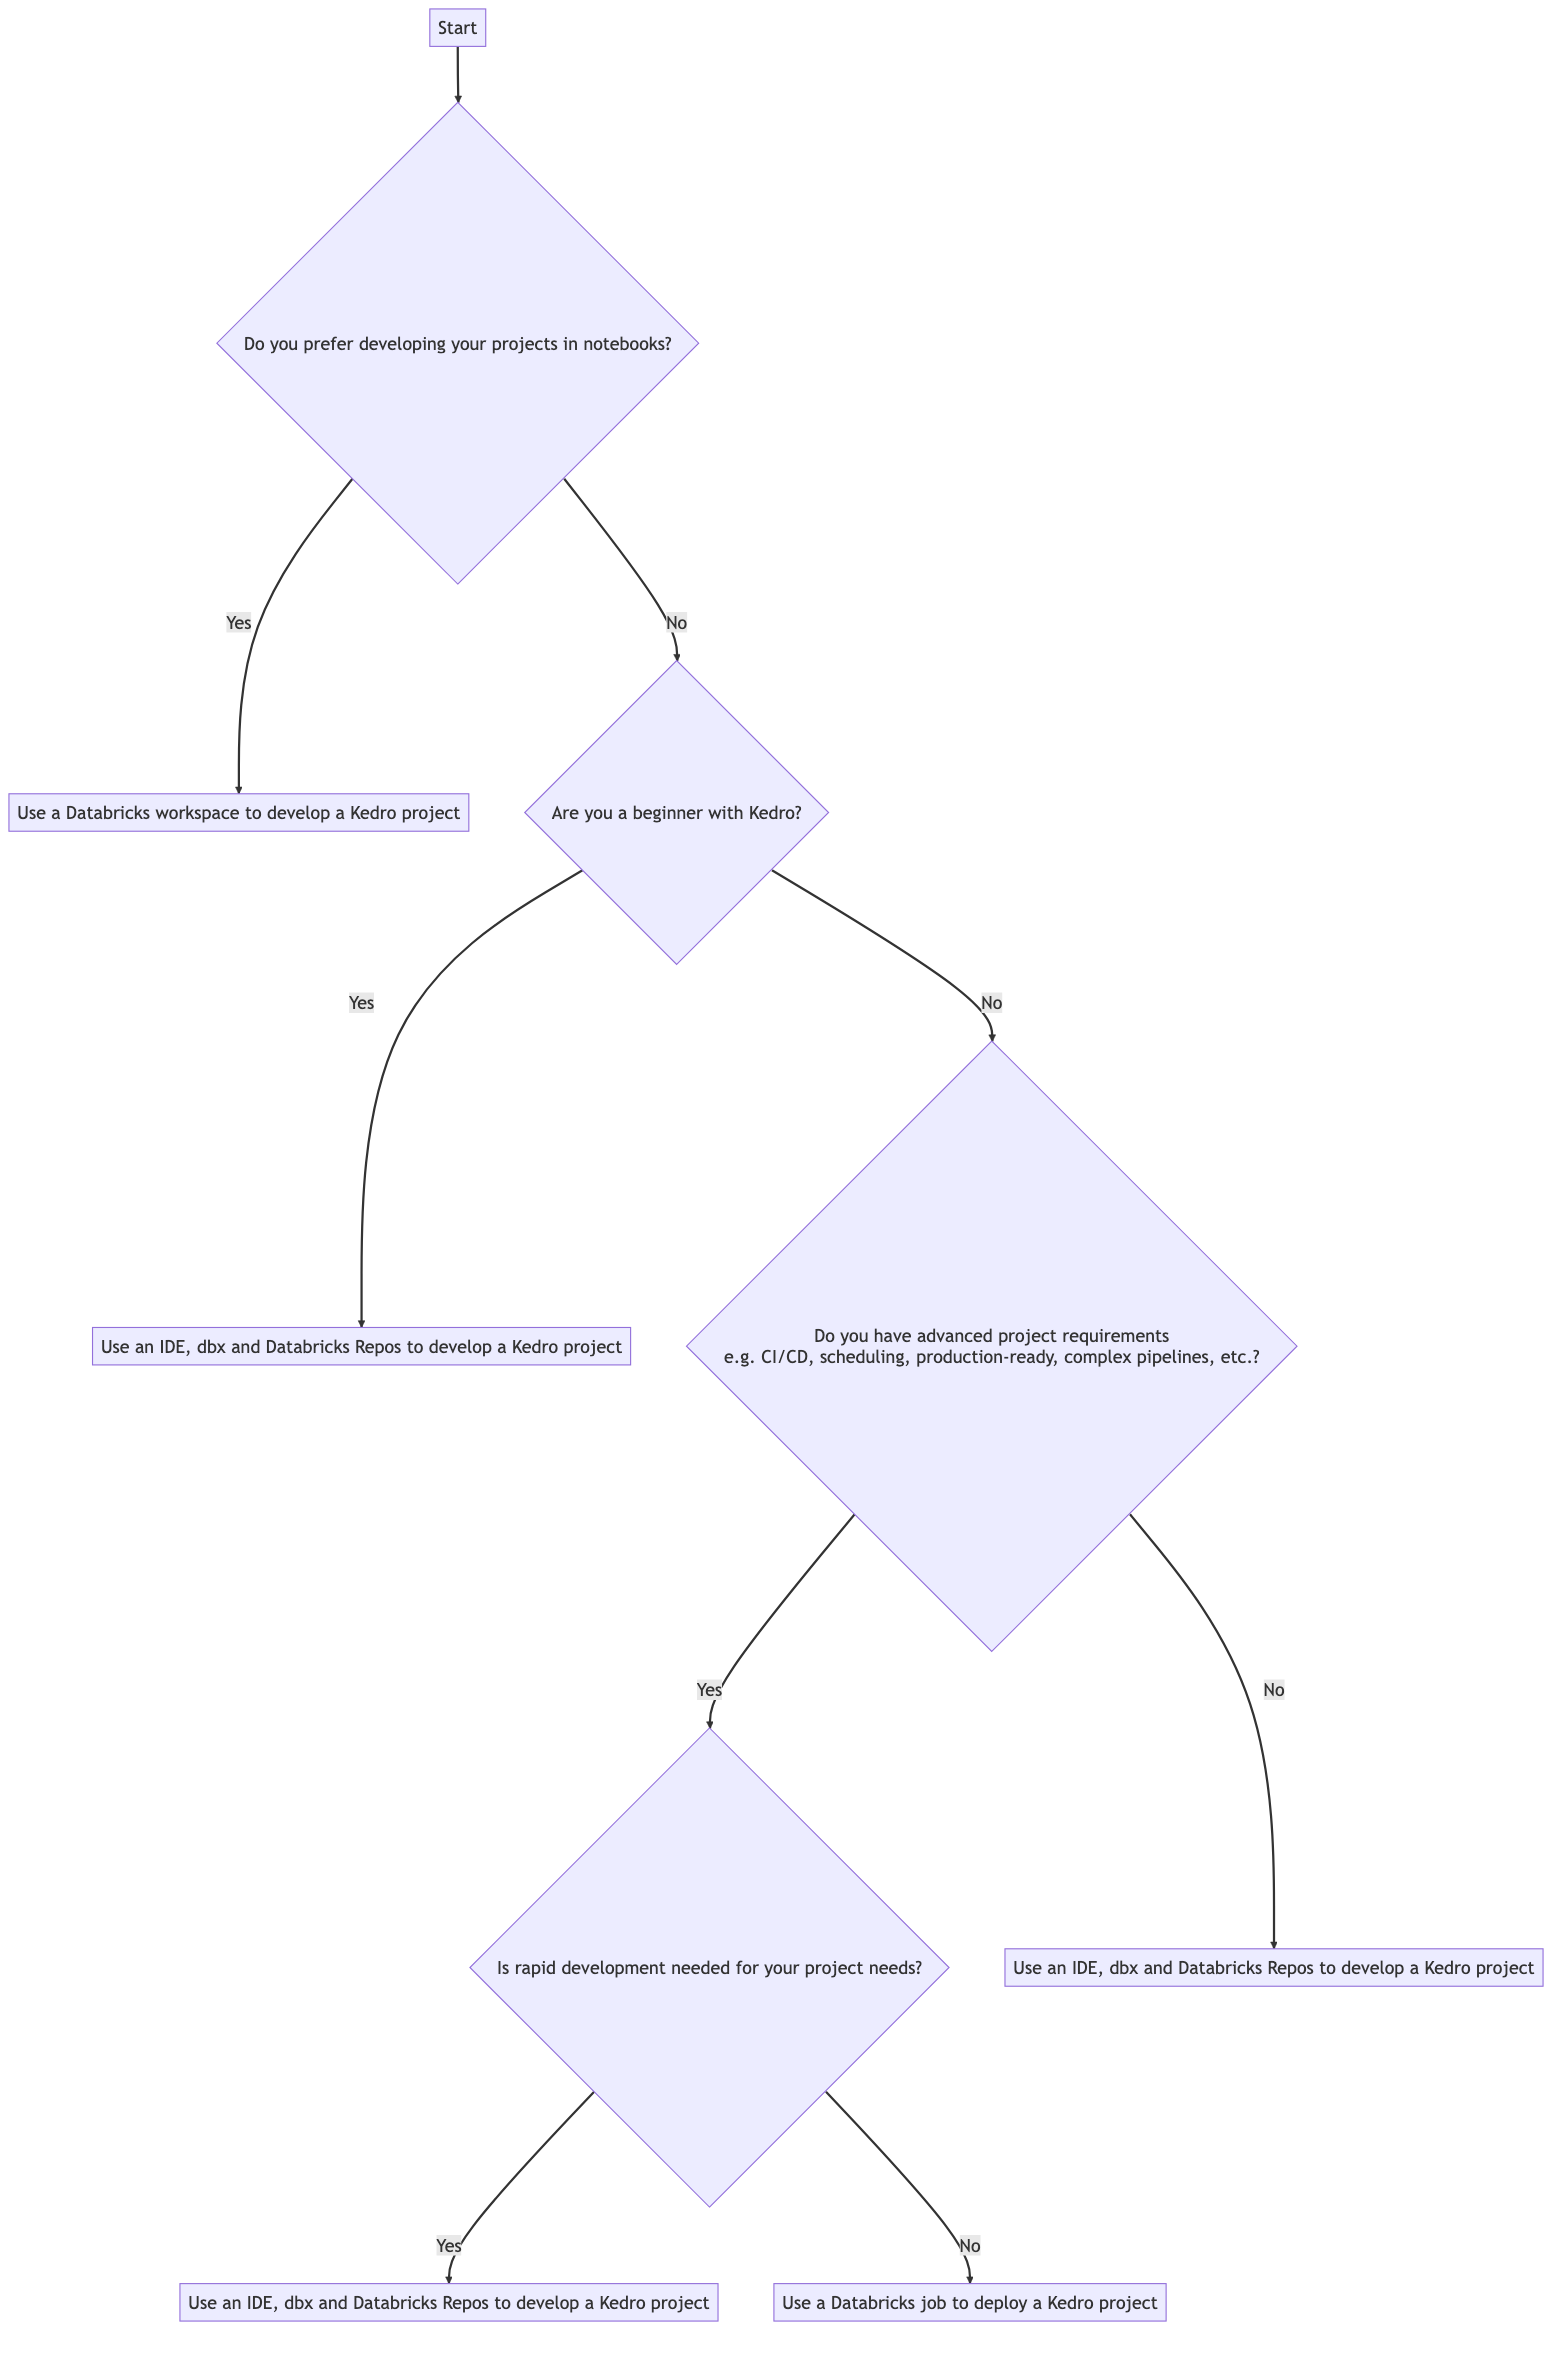 Start
Do you prefer developing your projects in notebooks?
Yes
No
Use a Databricks workspace to develop a Kedro project
Are you a beginner with Kedro?
Yes
No
Use an IDE, dbx and Databricks Repos to develop a Kedro project
Do you have advanced project requirements
e.g. CI/CD, scheduling, production-ready, complex pipelines, etc.?
Yes
No
Is rapid development needed for your project needs?
Use an IDE, dbx and Databricks Repos to develop a Kedro project
Yes
No
Use an IDE, dbx and Databricks Repos to develop a Kedro project
Use a Databricks job to deploy a Kedro project